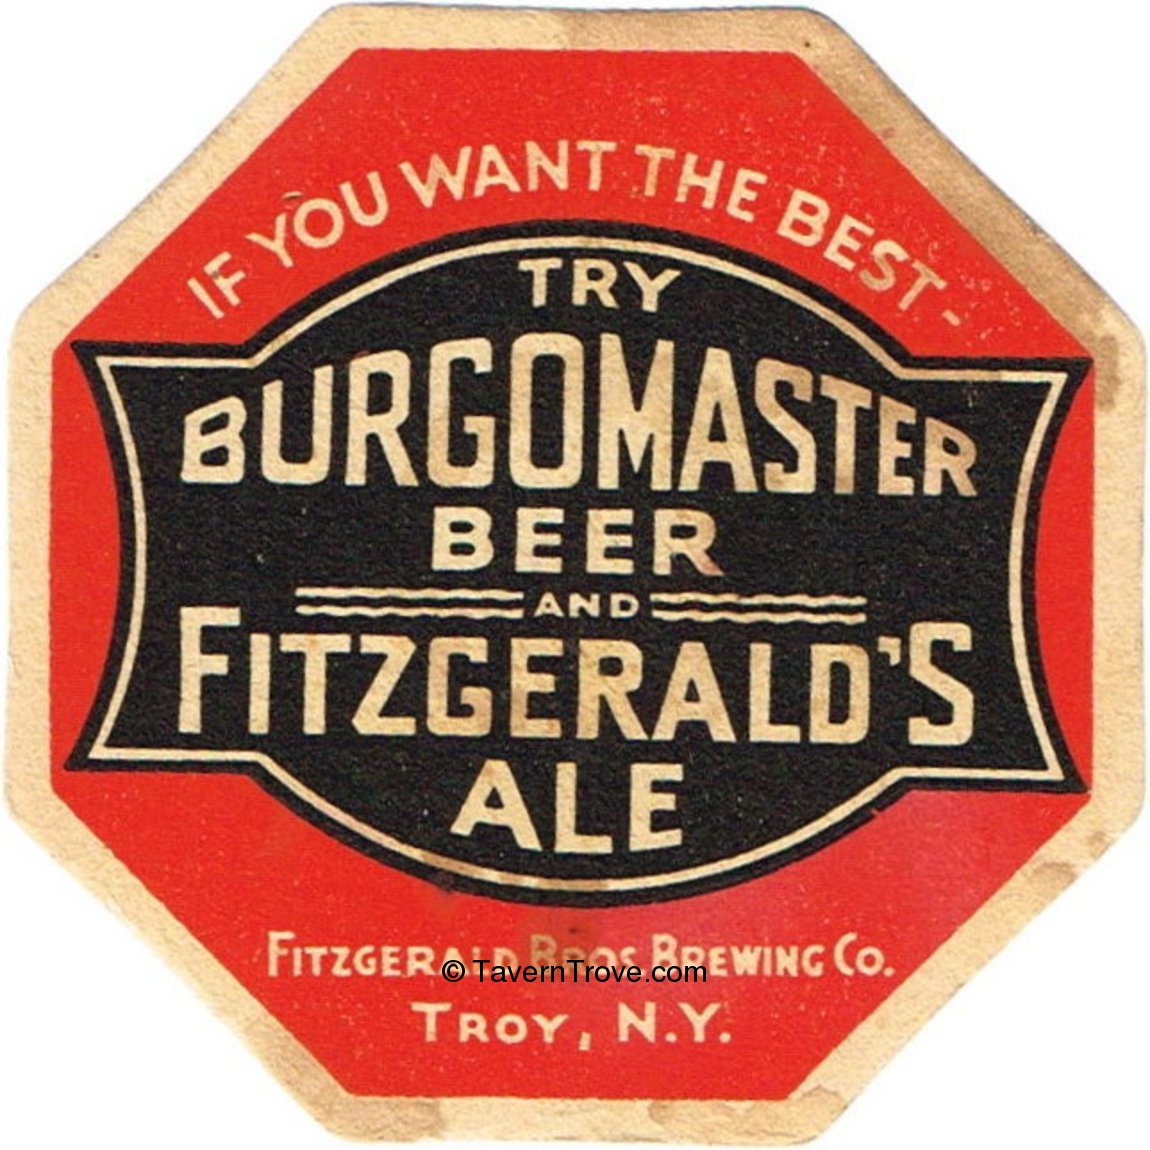 IF YOU WANT THE BEST-
TRY
BURGOMASTER
BEER
AND
FITZGERALD'S
ALE
FITZGERALD BROS BREWING CO.
© TavernTrove.com
TROY, N.Y.